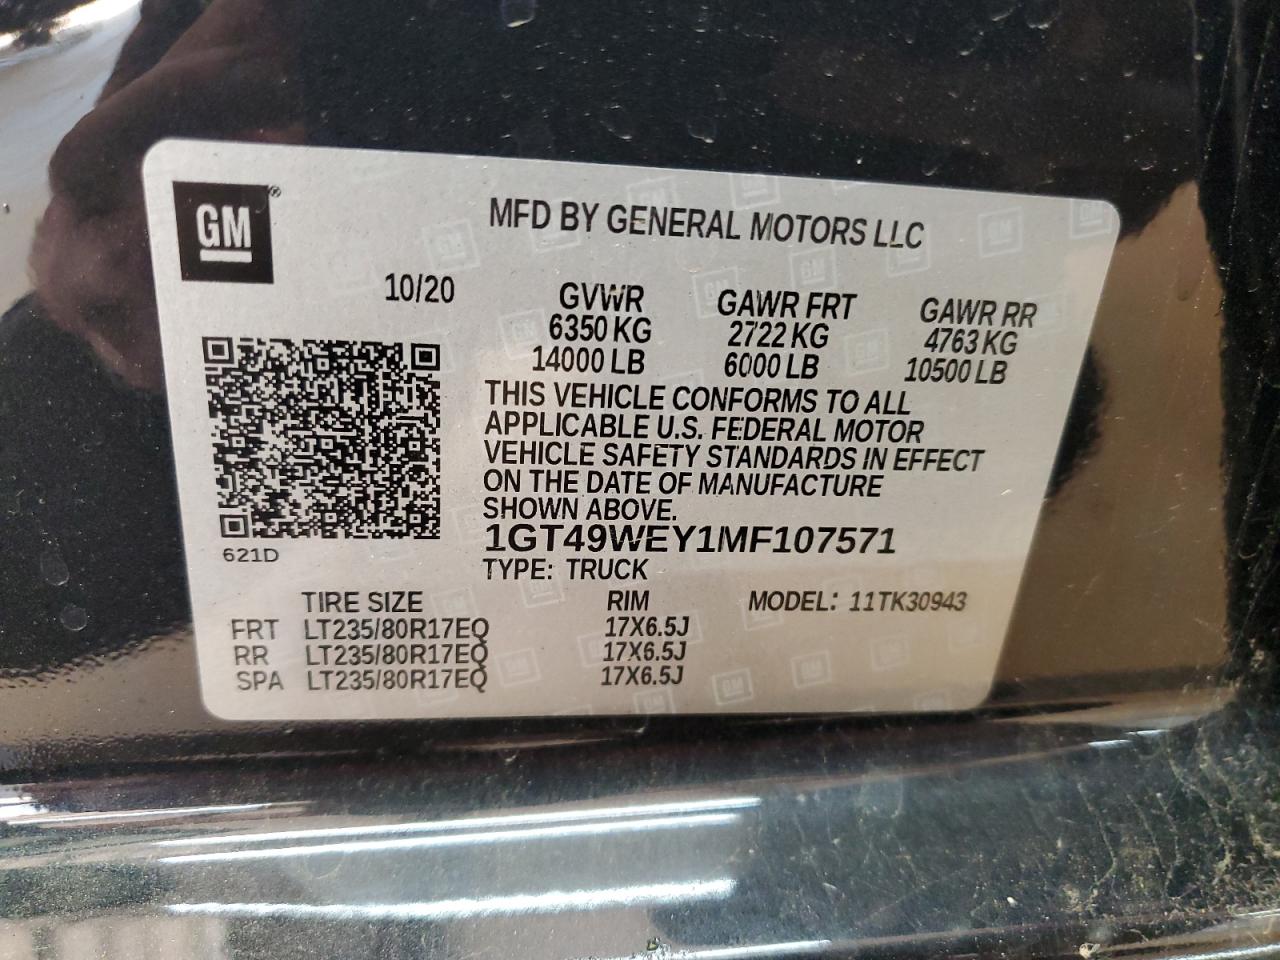 GM®
MFD BY GENERAL MOTORS LLC
10/20
GVWR GAWR FRT GAWR RR
6350 KG 2722 KG 4763 KG
14000 LB 6000 LB 10500 LB
THIS VEHICLE CONFORMS TO ALL
APPLICABLE U.S. FEDERAL MOTOR
VEHICLE SAFETY STANDARDS IN EFFECT
ON THE DATE OF MANUFACTURE
SHOWN ABOVE.
1GT49WEY1MF107571
621D
TYPE: TRUCK
TIRE SIZE RIM MODEL: 11TK30943
FRT LT235/80R17EQ 17X6.5J
RR LT235/80R17EQ 17X6.5J
SPA LT235/80R17EQ 17X6.5J